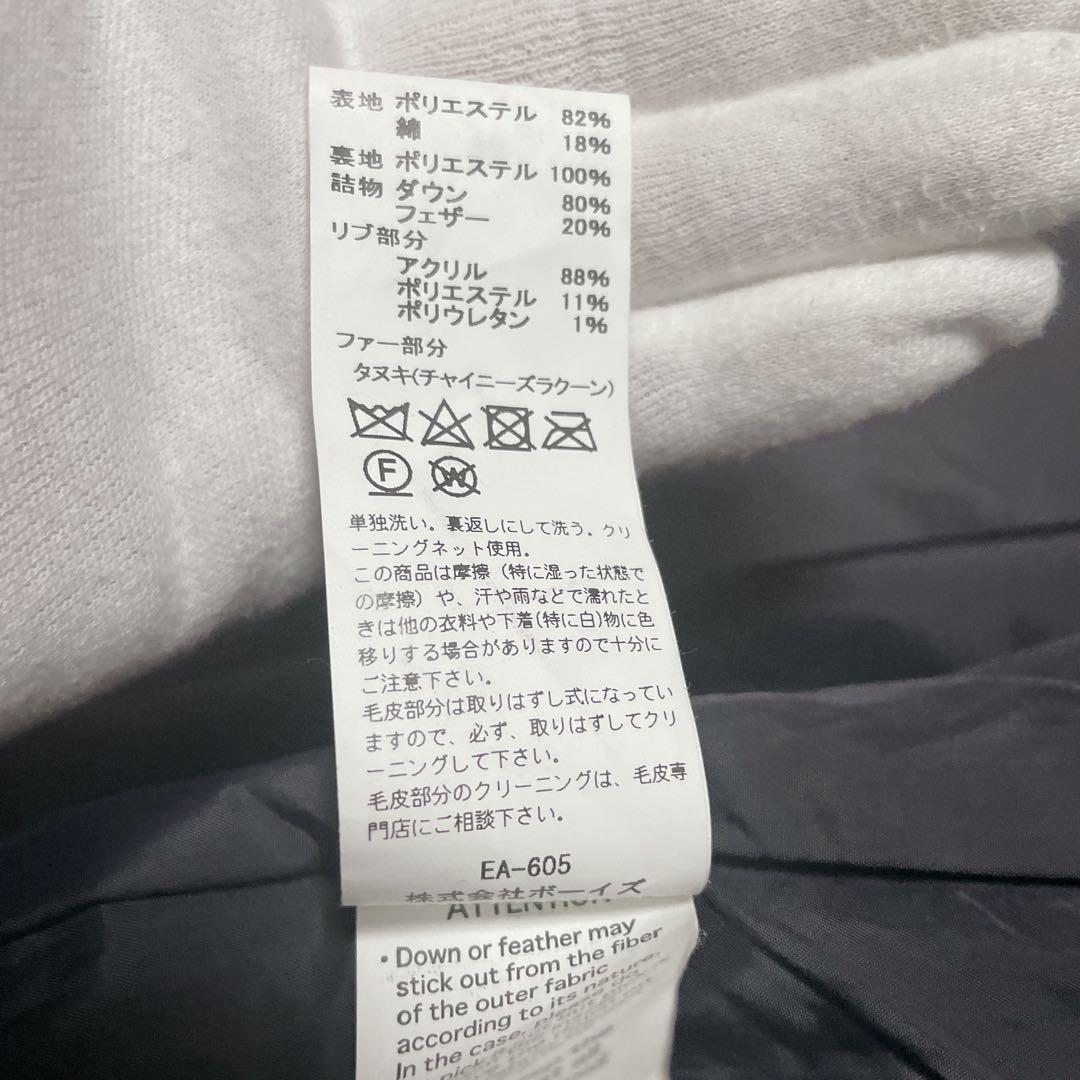 表地 ポリエステル 82%
綿 18%
裏地 ポリエステル 100%
詰物 ダウン 80%
フェザー 20%
リブ部分
アクリル 88%
ポリエステル 11%
ポリウレタン 1%
ファー部分
タヌキ(チャイニーズラクーン)
F
W
単独洗い。裏返しにして洗う。クリ
ーニングネット使用。
この商品は摩擦(特に湿った状態で
の摩擦)や、汗や雨などで濡れたと
きは他の衣料や下着(特に白)物に色
移りする場合がありますので十分に
ご注意下さい。
毛皮部分は取りはずし式になってい
ますので、必ず、取りはずしてクリ
ーニングして下さい。
毛皮部分のクリーニングは、毛皮専
門店にご相談下さい。
EA-605
株式会社ボーイズ
ATTENTION
・Down or feather may
stick out from the fiber
of the outer fabric
according to its nature.
In the case, please